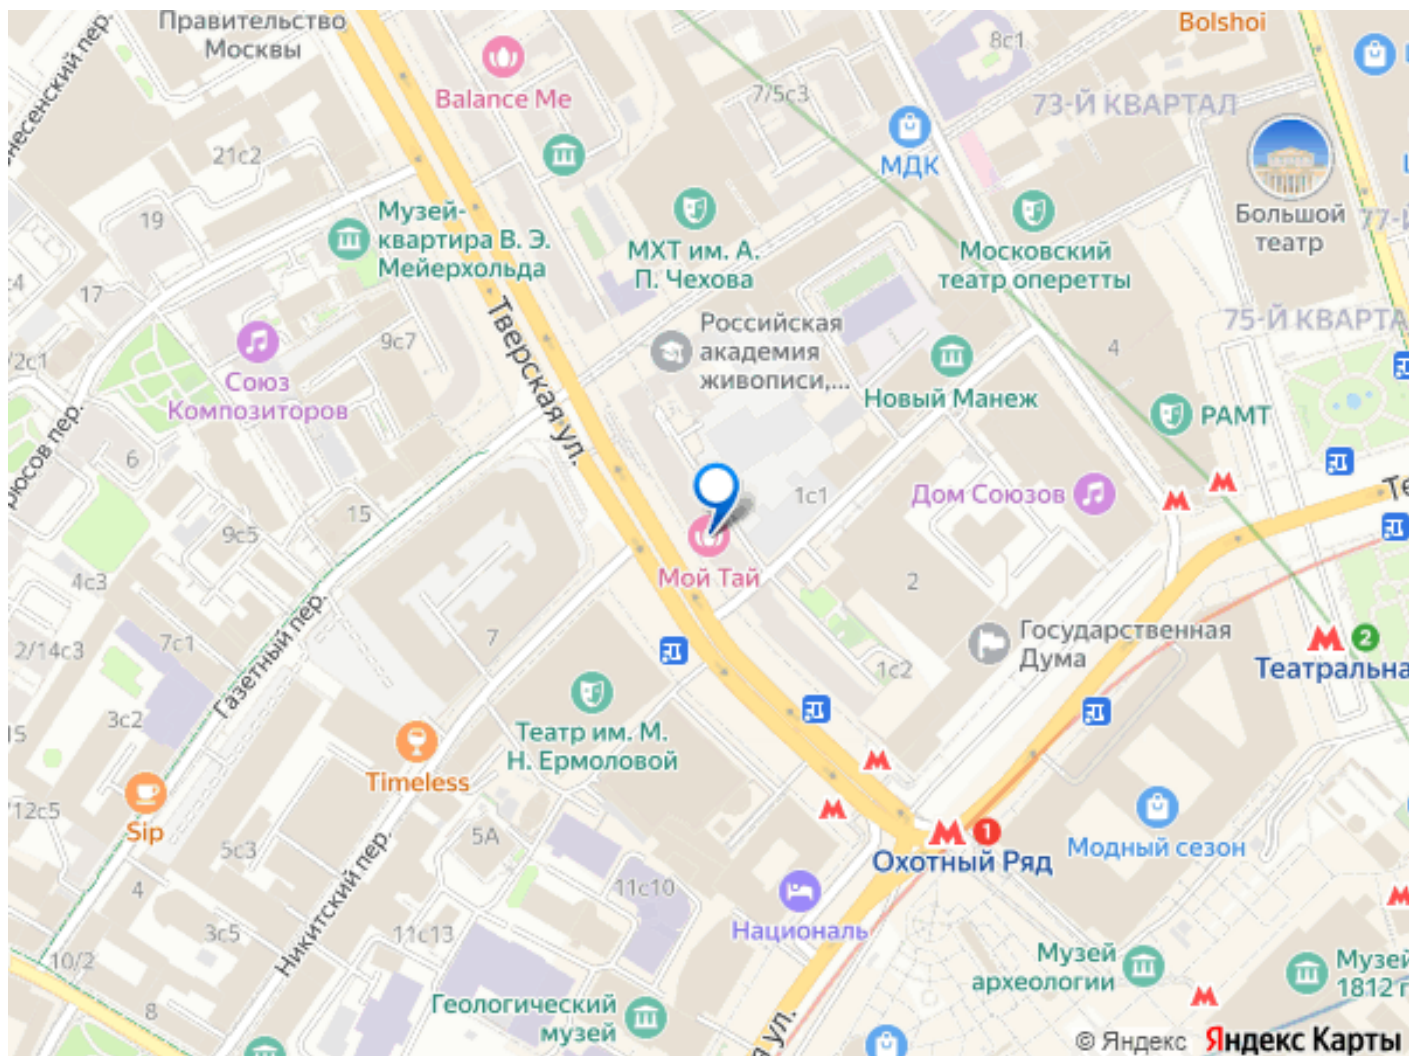 Правительство
Москвы
Bolshoi
8с1
Balance Me
7/5с3
73-Й КВАРТАЛ
МДК
21с2
19
Музей-
квартира В. Э.
Мейерхольда
МХТ им. А.
П. Чехова
Московский
театр оперетты
Большой
театр
17
Тверская ул.
9с7
Российская
академия
живописи,...
75-Й КВАРТА
4
Союз
Композиторов
Новый Манеж
РАМТ
6
15
1с1
Дом Союзов
9с5
4с3
Мой Тай
2
7
7с1
Газетный пер.
Государственная
Дума
2
Театральна
1с2
2/14с3
3с2
15
Театр им. М.
Н. Ермоловой
Timeless
Sip
/12с5
5с3
5А
1
Охотный Ряд
Модный сезон
4
Никитский пер.
11с10
Националь
3с5
11с13
10/2
Музей
археологии
Музей
1812 г
8
Геологический
музей
я ул.
© Яндекс Яндекс Карты